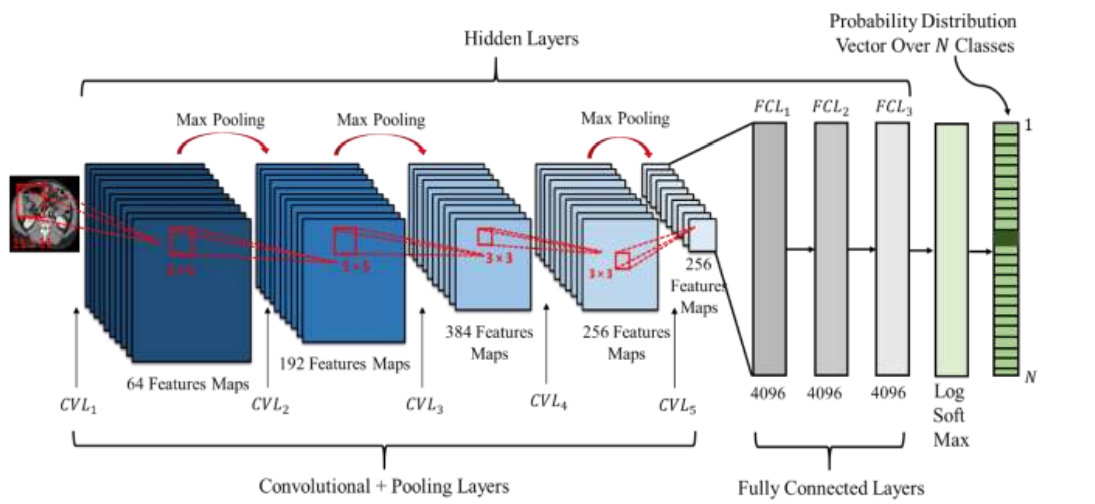 Hidden Layers
Probability Distribution
Vector Over N Classes
Max Pooling
Max Pooling
Max Pooling
FCL₁
FCL₂
FCL₃
1
5 × 5
3 × 3
3 × 3
64 Features Maps
192 Features Maps
384 Features
Maps
256 Features
Maps
256
Features
Maps
CVL₁
CVL₂
CVL₃
CVL₄
CVL₅
4096
4096
4096
Log
Soft
Max
N
Convolutional + Pooling Layers
Fully Connected Layers